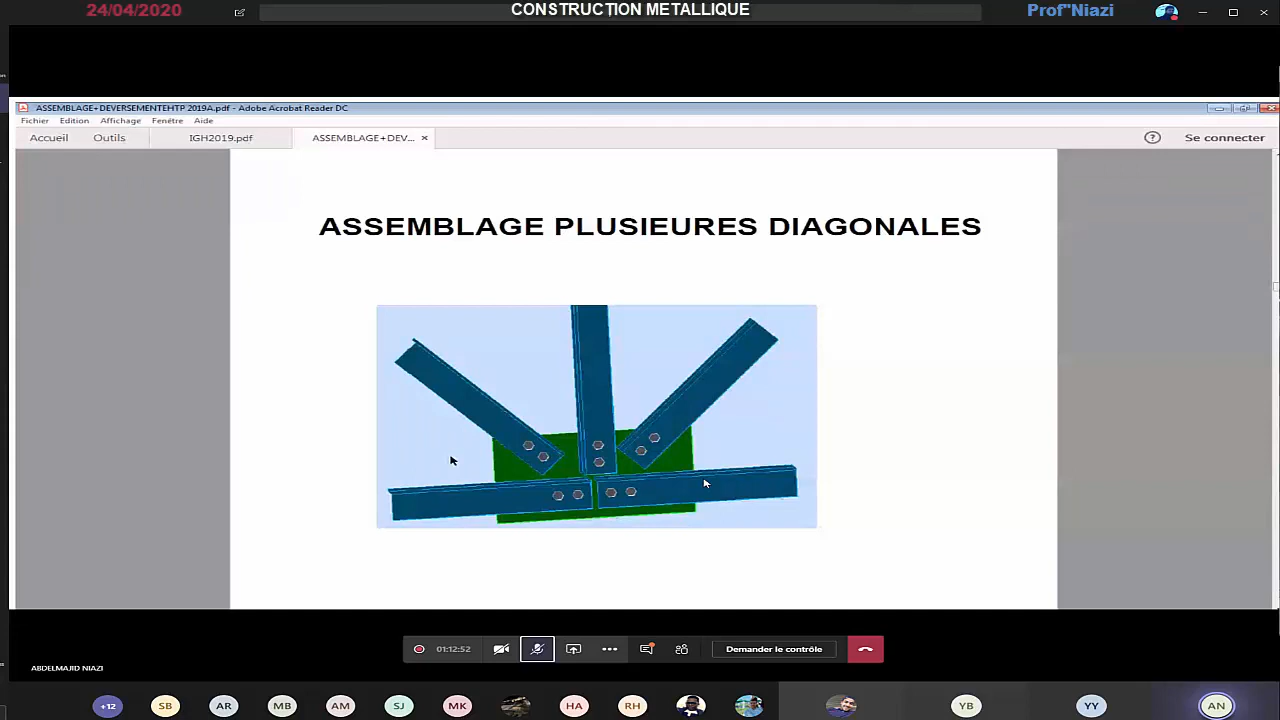 24/04/2020
CONSTRUCTION METALLIQUE
Prof"Niazi
ASSEMBLAGE+DEVERSEMENTEHTP 2019A.pdf - Adobe Acrobat Reader DC
Fichier Edition Affichage Fenêtre Aide
Accueil Outils IGH2019.pdf ASSEMBLAGE+DEV... × ? Se connecter
ASSEMBLAGE PLUSIEURES DIAGONALES
01:12:52 Demander le contrôle
ABDELMAJID NIAZI
+12 SB AR MB AM SJ MK HA RH YB YY AN